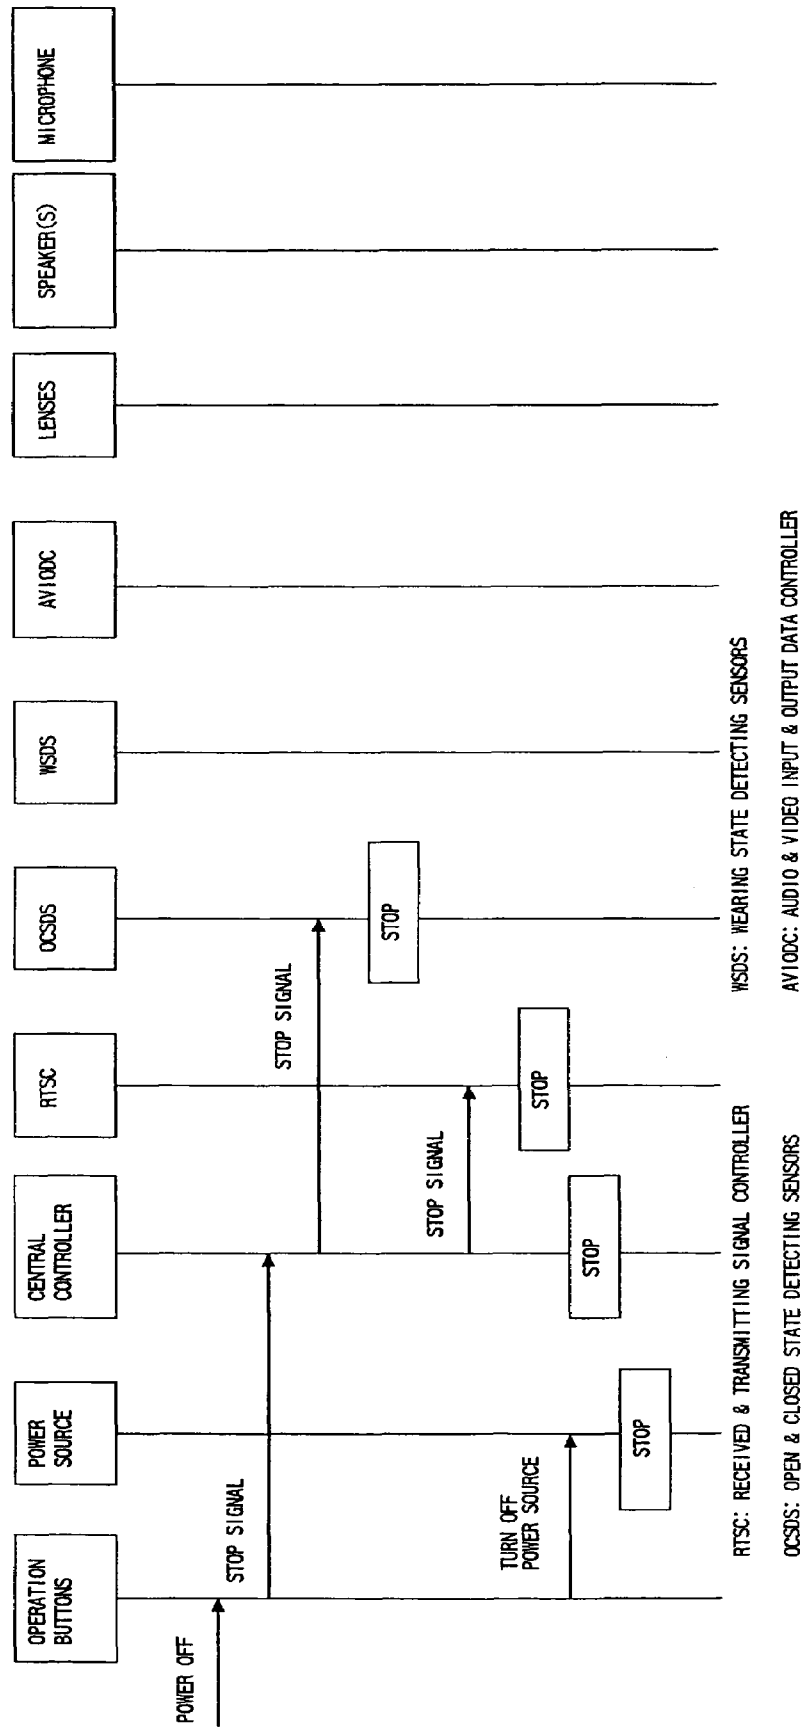 OPERATION
BUTTONS
POWER
SOURCE
CENTRAL
CONTROLLER
RTSC
OCSDS
WSDS
AVIODC
LENSES
SPEAKER(S)
MICROPHONE
POWER OFF
STOP SIGNAL
STOP SIGNAL
STOP
STOP SIGNAL
STOP
TURN OFF
POWER SOURCE
STOP
STOP
RTSC: RECEIVED & TRANSMITTING SIGNAL CONTROLLER
WSDS: WEARING STATE DETECTING SENSORS
OCSDS: OPEN & CLOSED STATE DETECTING SENSORS
AVIODC: AUDIO & VIDEO INPUT & OUTPUT DATA CONTROLLER